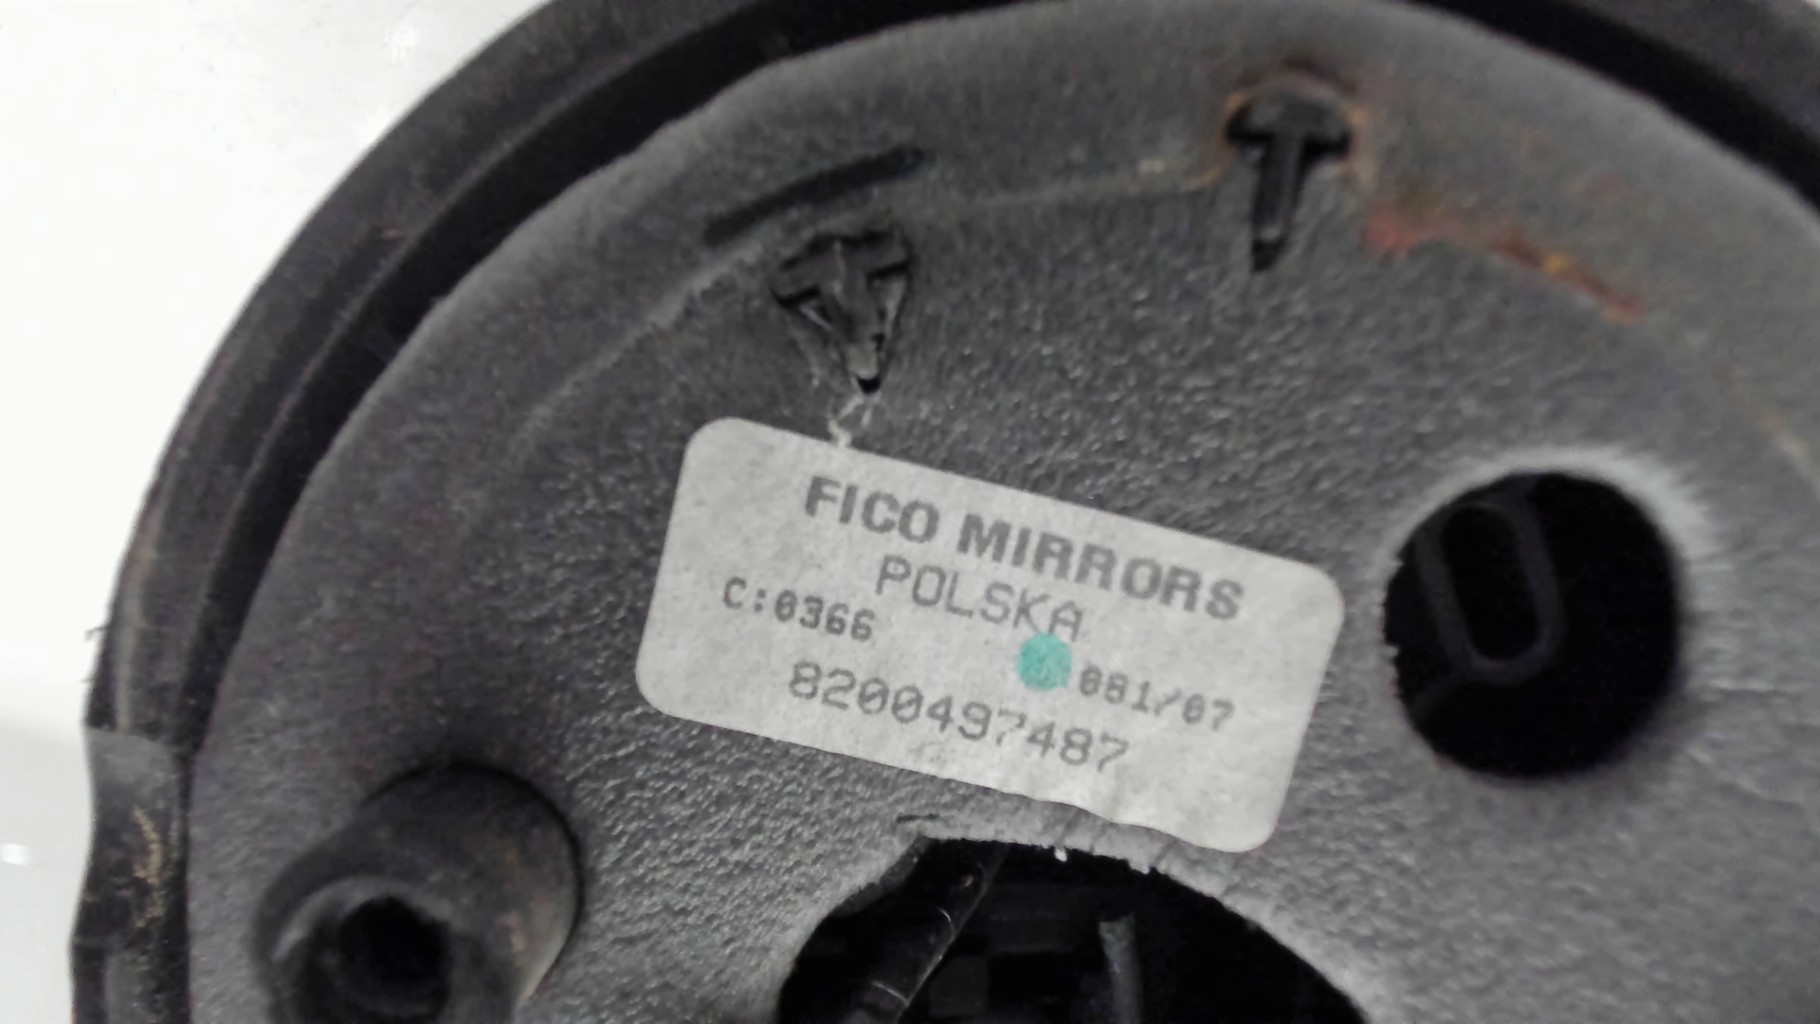 FICO MIRRORS
POLSKA
C:0366
081/07
8200497487